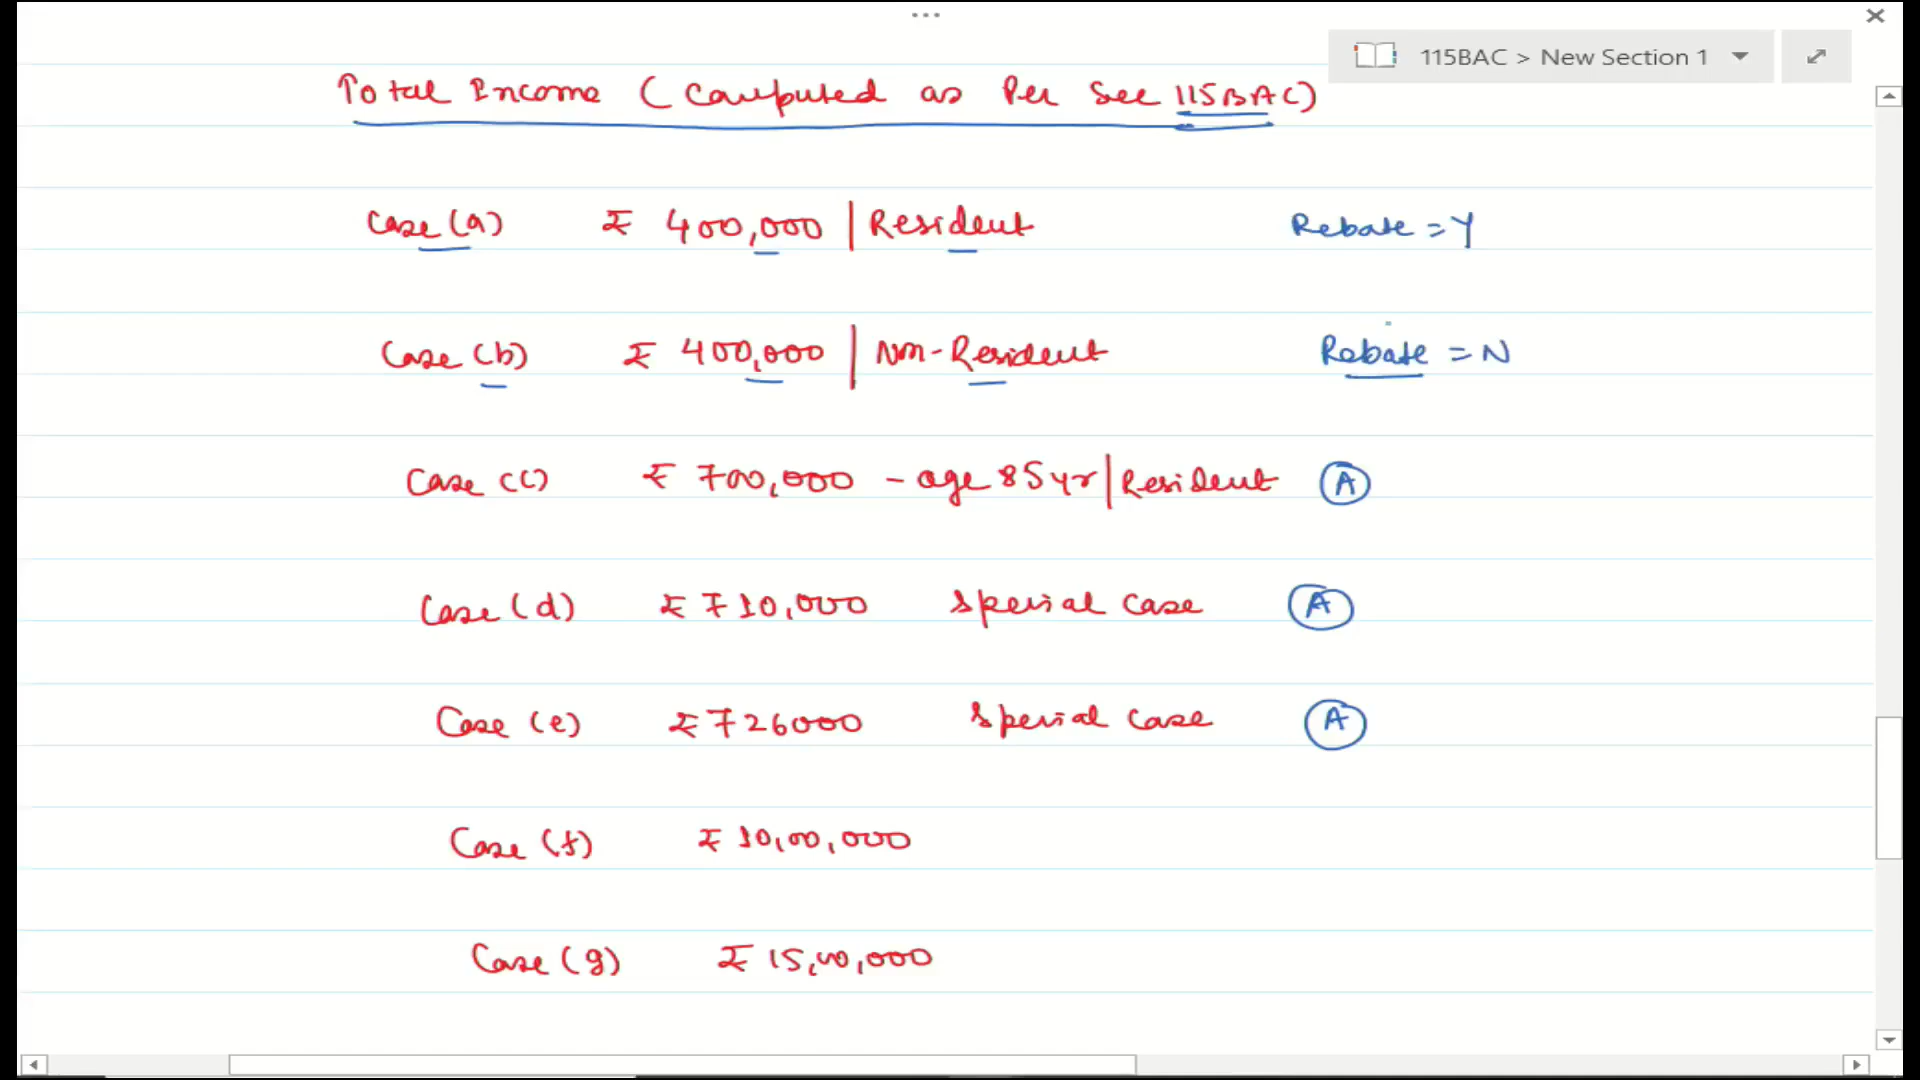 ...
115BAC > New Section 1
Total Income (Computed as Per Sec 115BAC)
Case (a) ₹ 400,000 | Resident Rebate = Y
Case (b) ₹ 400,000 | Non-Resident Rebate = N
Case (c) ₹ 700,000 - age 85 yr | Resident A
Case (d) ₹ 710,000 Special Case A
Case (e) ₹ 726000 Special Case A
Case (f) ₹ 10,00,000
Case (g) ₹ 15,00,000